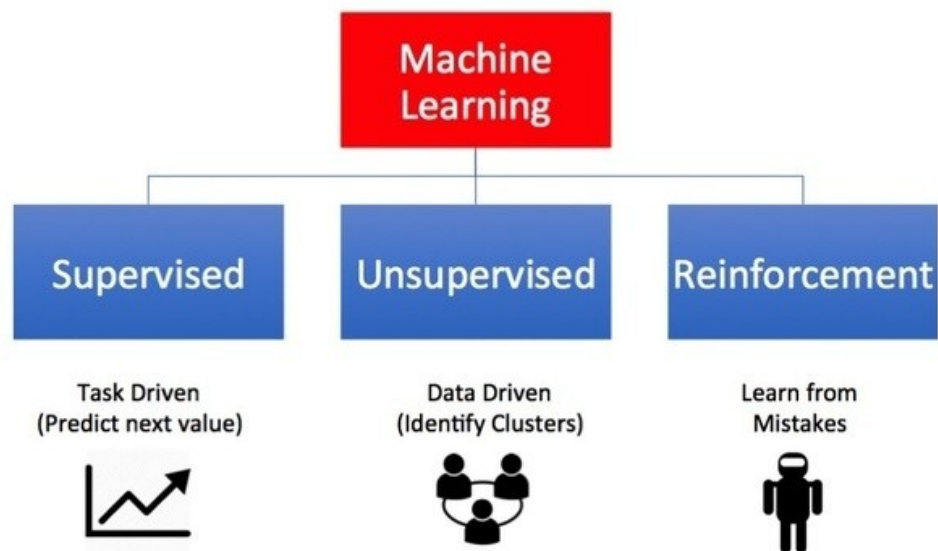 Machine
Learning
Supervised
Unsupervised
Reinforcement
Task Driven
(Predict next value)
Data Driven
(Identify Clusters)
Learn from
Mistakes